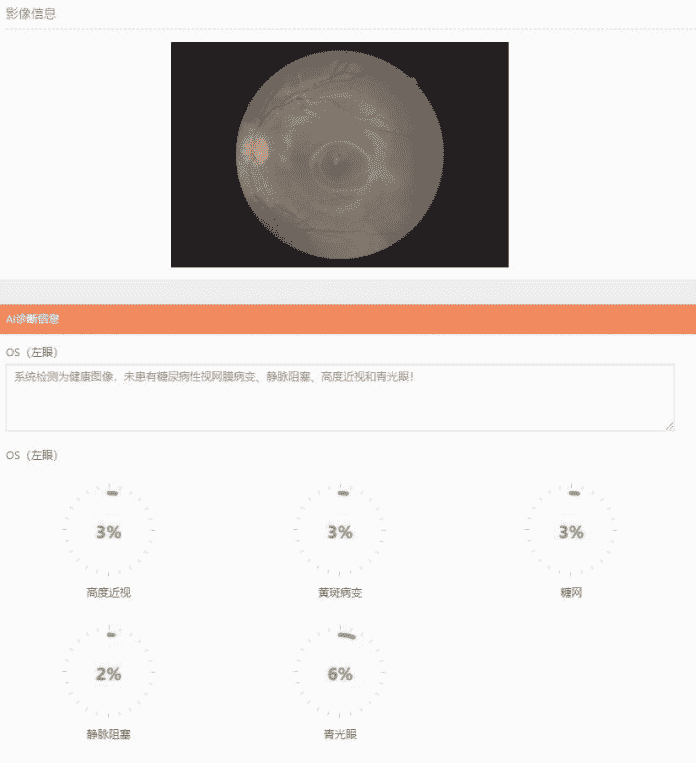 影像信息
AI诊断信息
OS（左眼）
系统检测为健康图像，未患有糖尿病性视网膜病变、静脉阻塞、高度近视和青光眼！
OS（左眼）
3%
3%
3%
高度近视
黄斑病变
糖网
2%
6%
静脉阻塞
青光眼